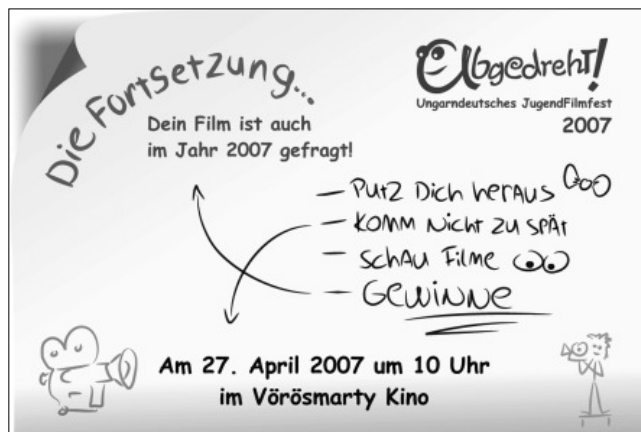 Die Fortsetzung...
Abgedreht!
Ungarndeutsches JugendFilmfest
2007
Dein Film ist auch
im Jahr 2007 gefragt!
– Putz Dich heraus
– Komm nicht zu spät
– Schau Filme
– Gewinne
Am 27. April 2007 um 10 Uhr
im Vörösmarty Kino